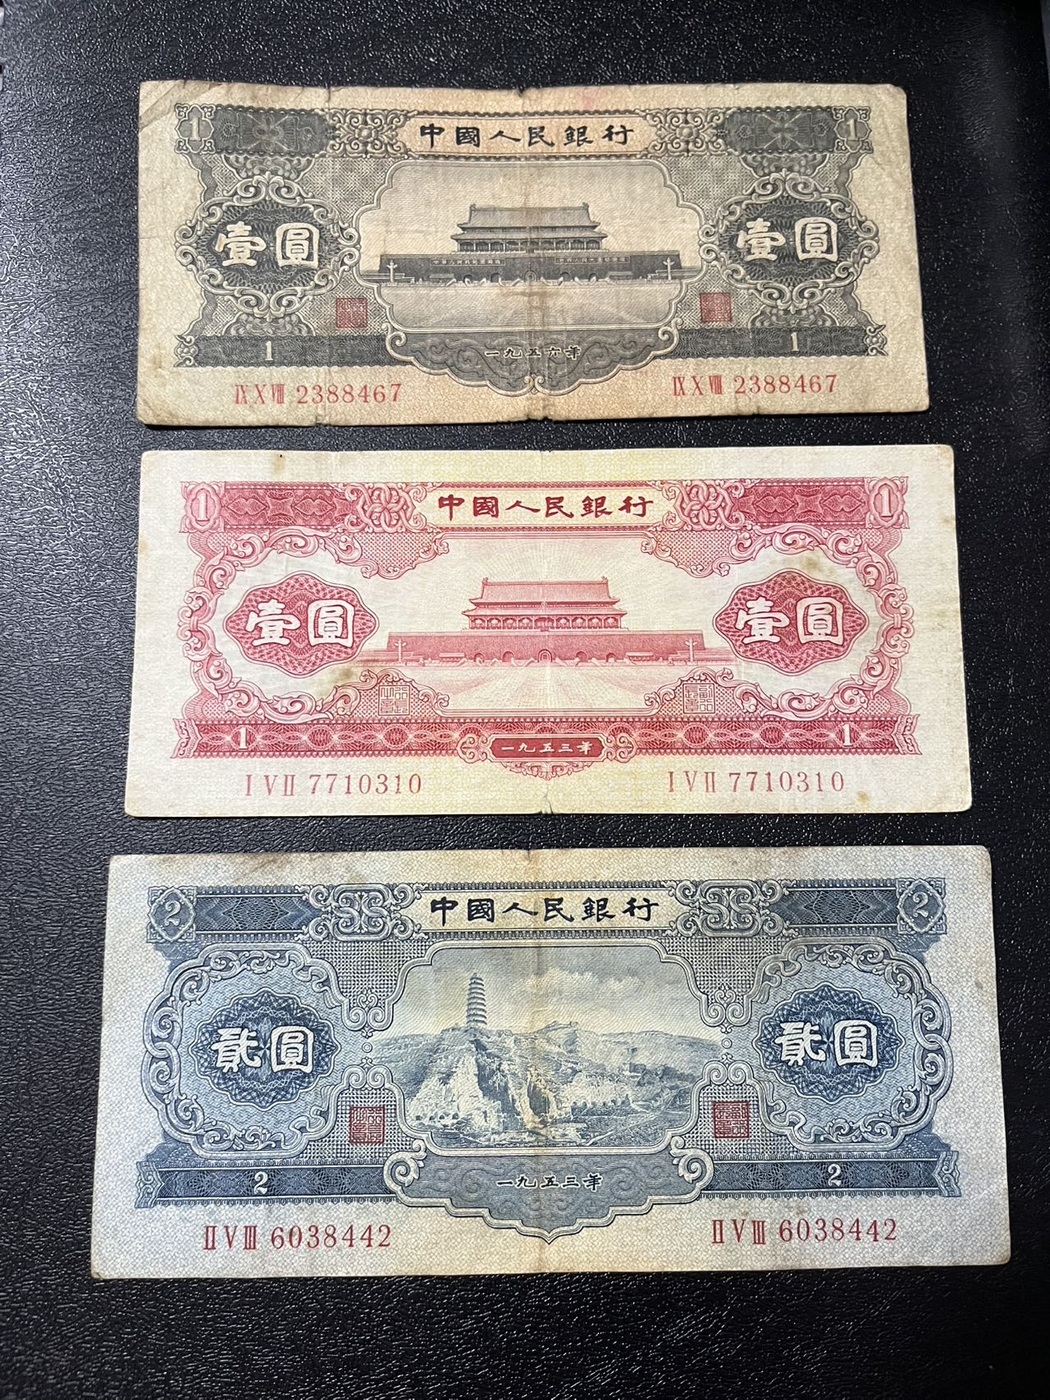 1 中國人民銀行 1
壹圓 壹圓
1 一九五六年 1
ⅨⅩⅧ 2388467 ⅨⅩⅧ 2388467
1 中國人民銀行 1
壹圓 壹圓
1 一九五三年 1
ⅠⅤⅡ 7710310 ⅠⅤⅡ 7710310
2 中國人民銀行 2
貳圓 貳圓
2 一九五三年 2
ⅡⅤⅢ 6038442 ⅡⅤⅢ 6038442